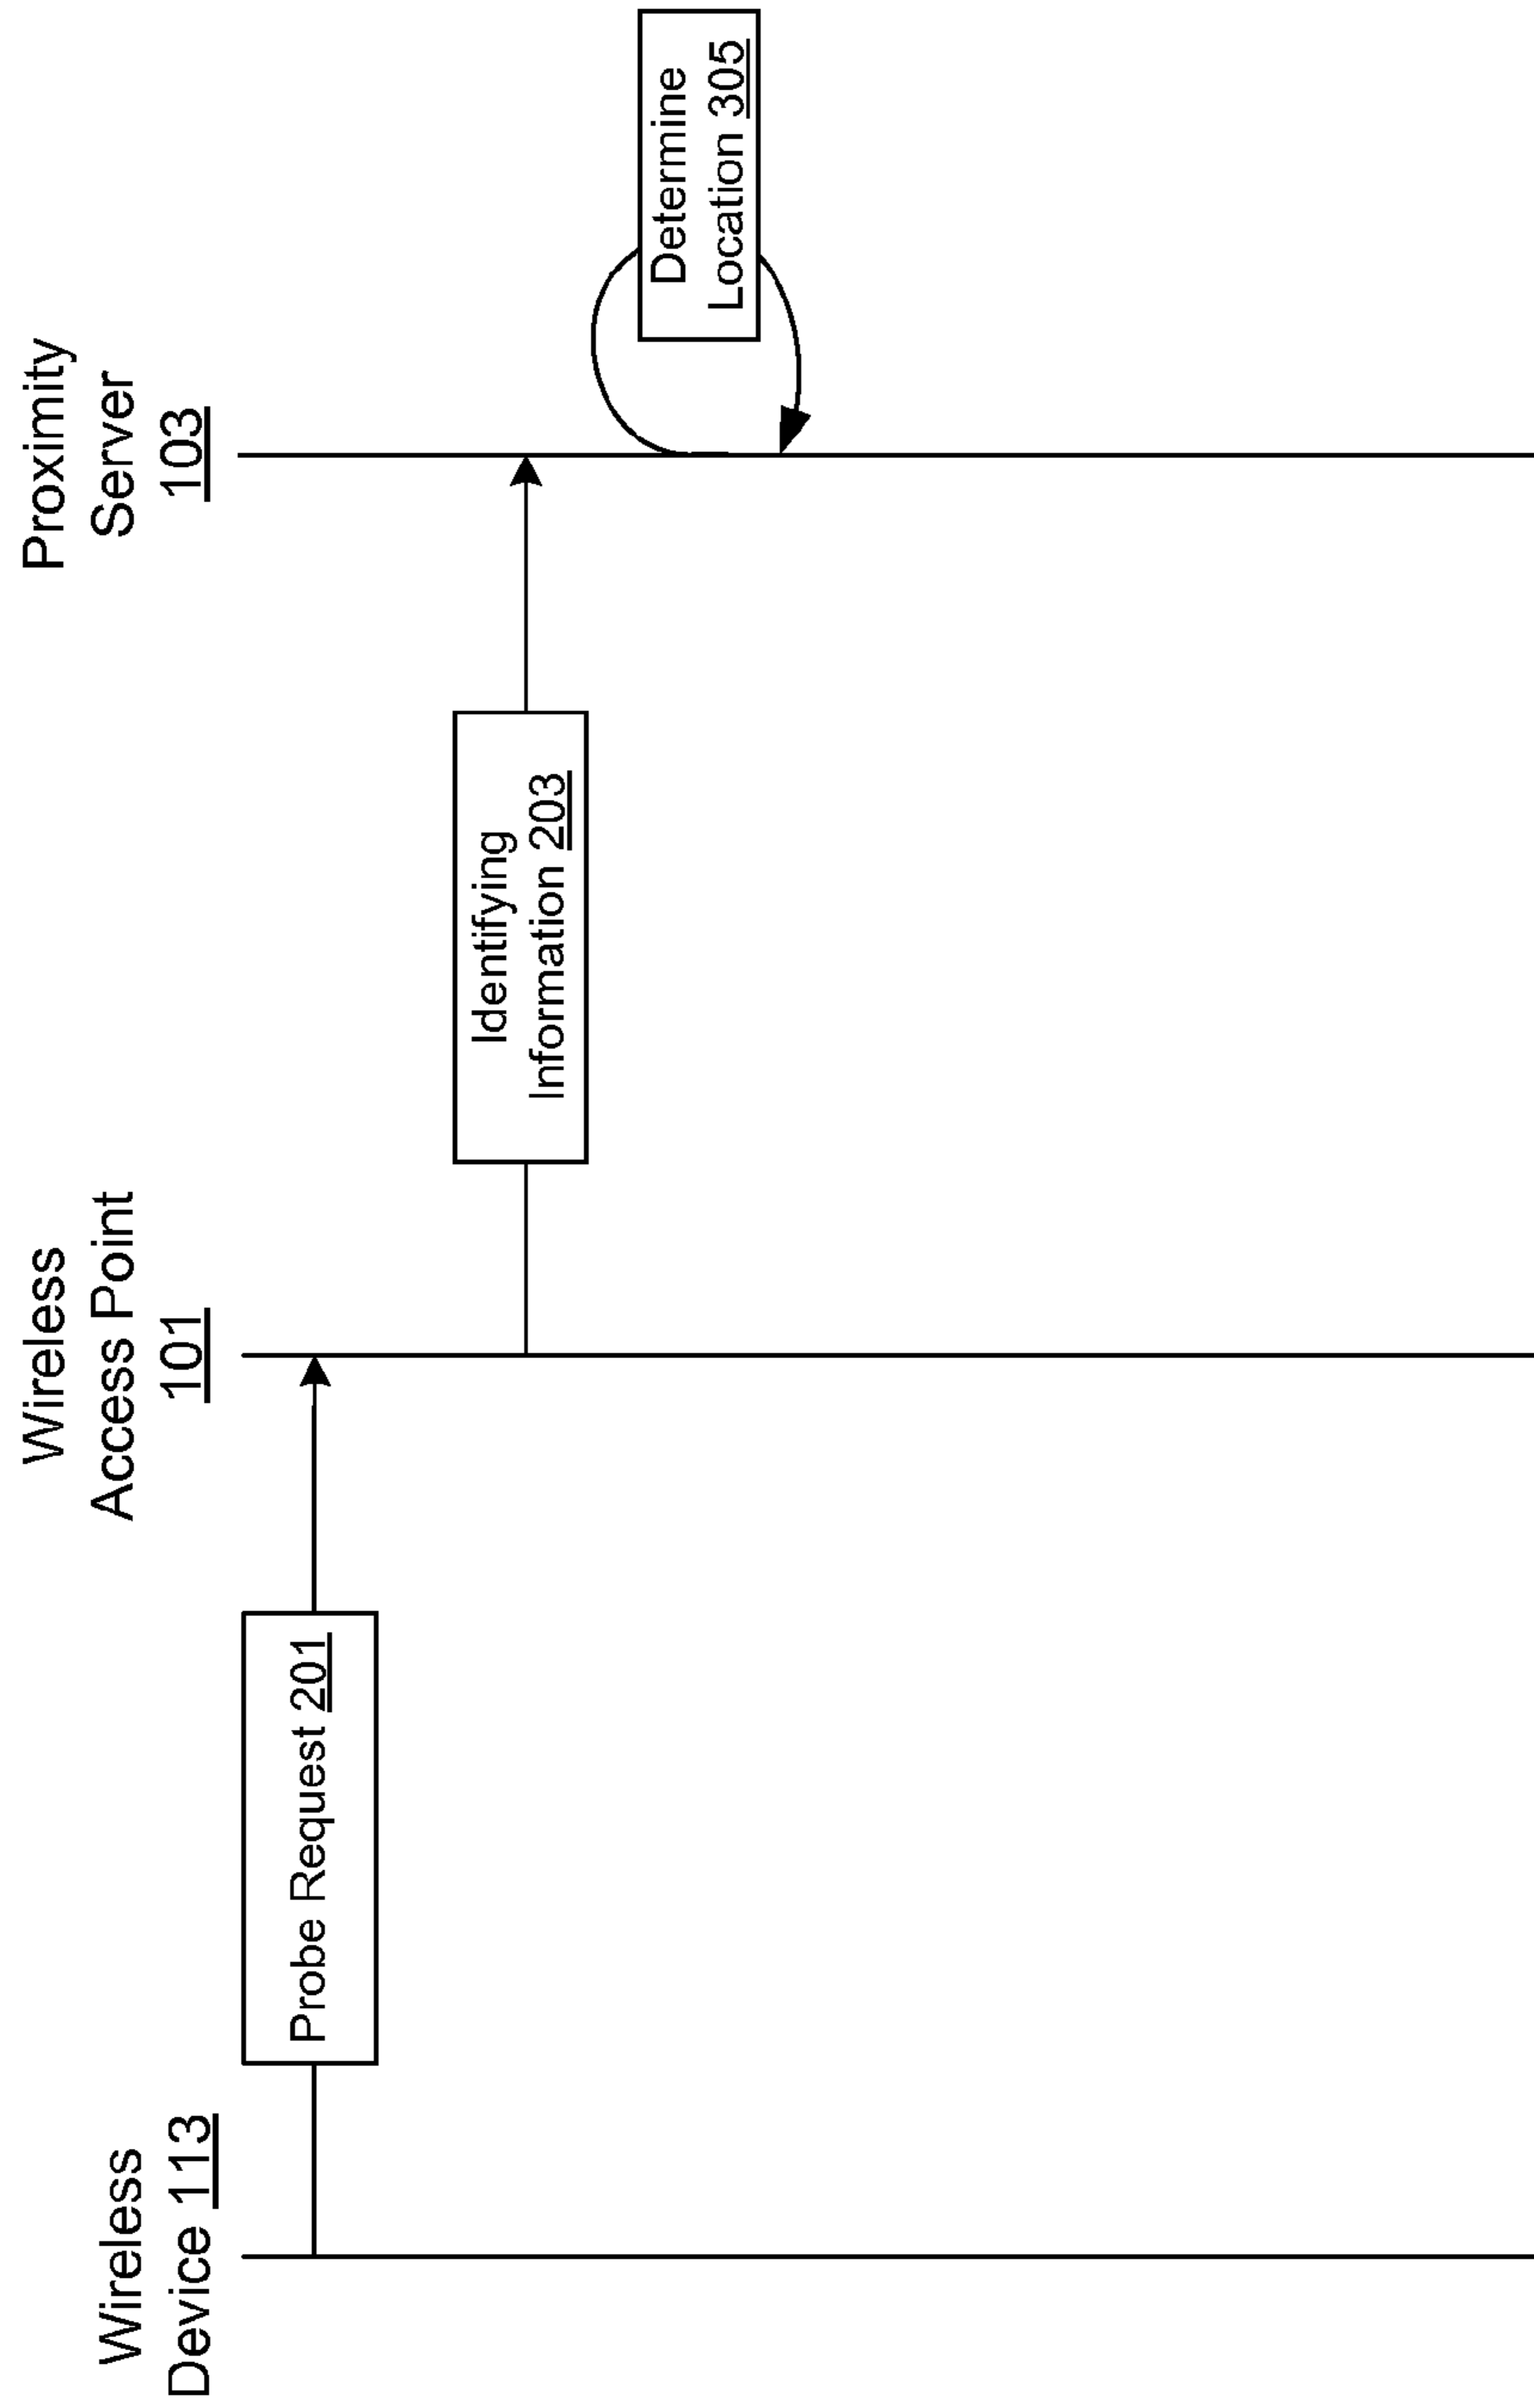 Wireless
Device 113
Wireless
Access Point
101
Proximity
Server
103
Probe Request 201
Identifying
Information 203
Determine
Location 305